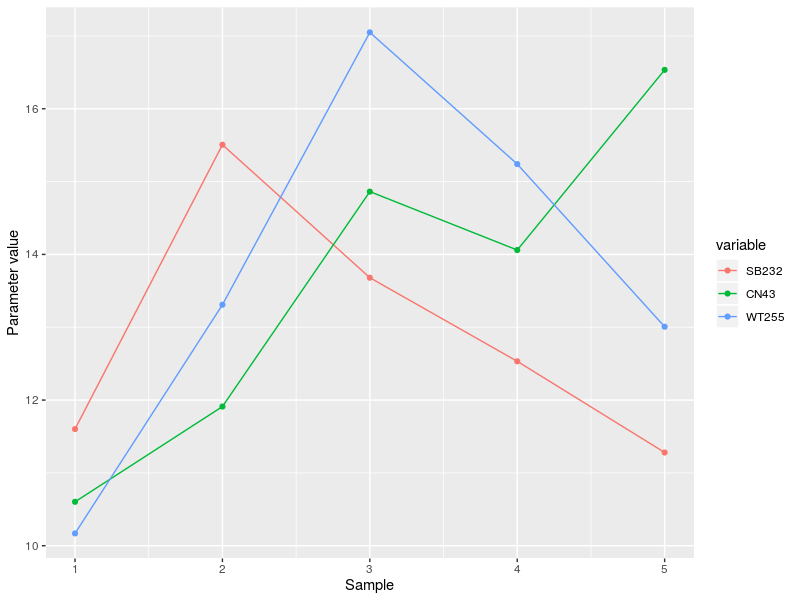 Parameter value
16
14
12
10
1 2 3 4 5
Sample
variable
SB232
CN43
WT255